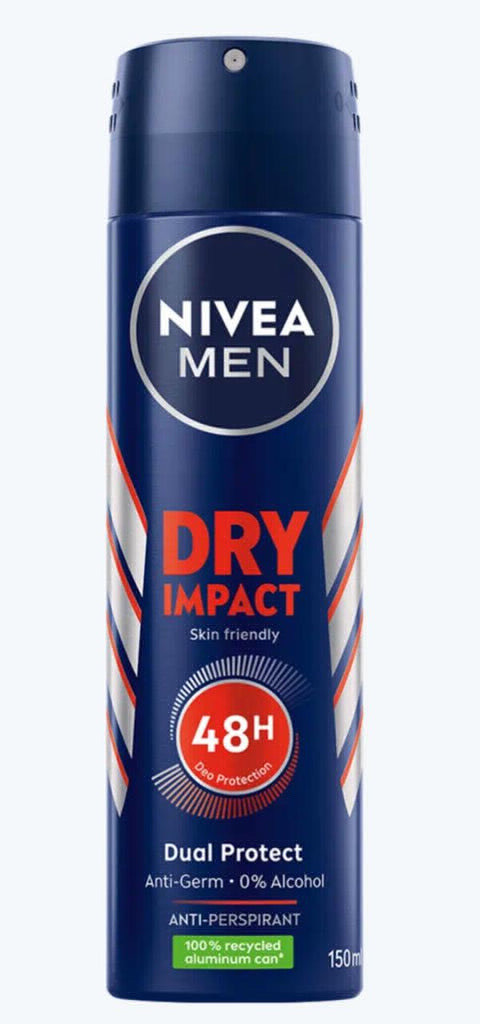 NIVEA
MEN
DRY
IMPACT
Skin friendly
48H
Deo Protection
Dual Protect
Anti-Germ • 0% Alcohol
ANTI-PERSPIRANT
100% recycled
aluminum can*
150ml